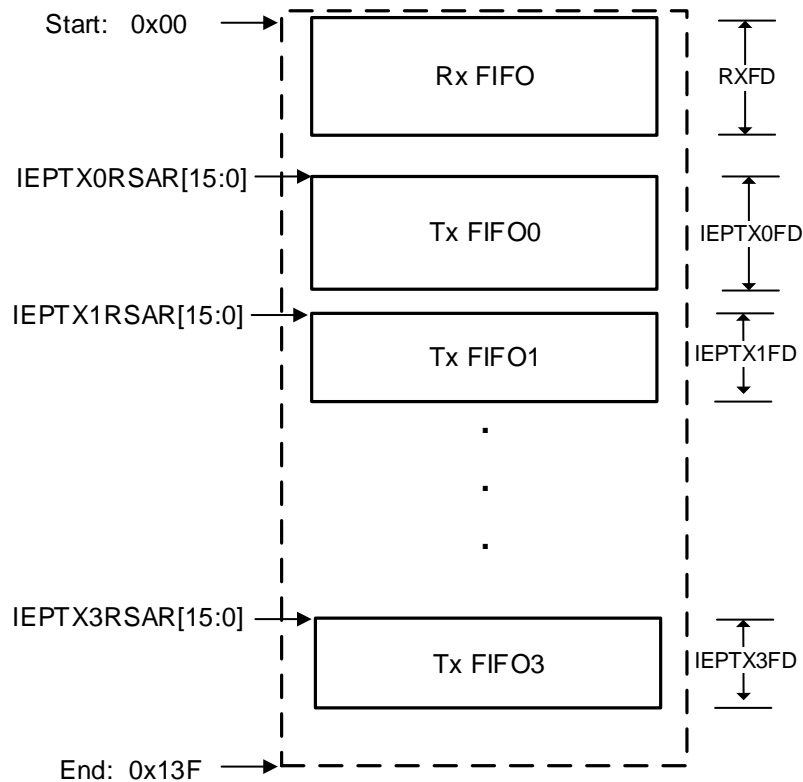 Start: 0x00
Rx FIFO
RXFD
IEPTX0RSAR[15:0]
Tx FIFO0
IEPTX0FD
IEPTX1RSAR[15:0]
Tx FIFO1
IEPTX1FD
.
.
.
IEPTX3RSAR[15:0]
Tx FIFO3
IEPTX3FD
End: 0x13F